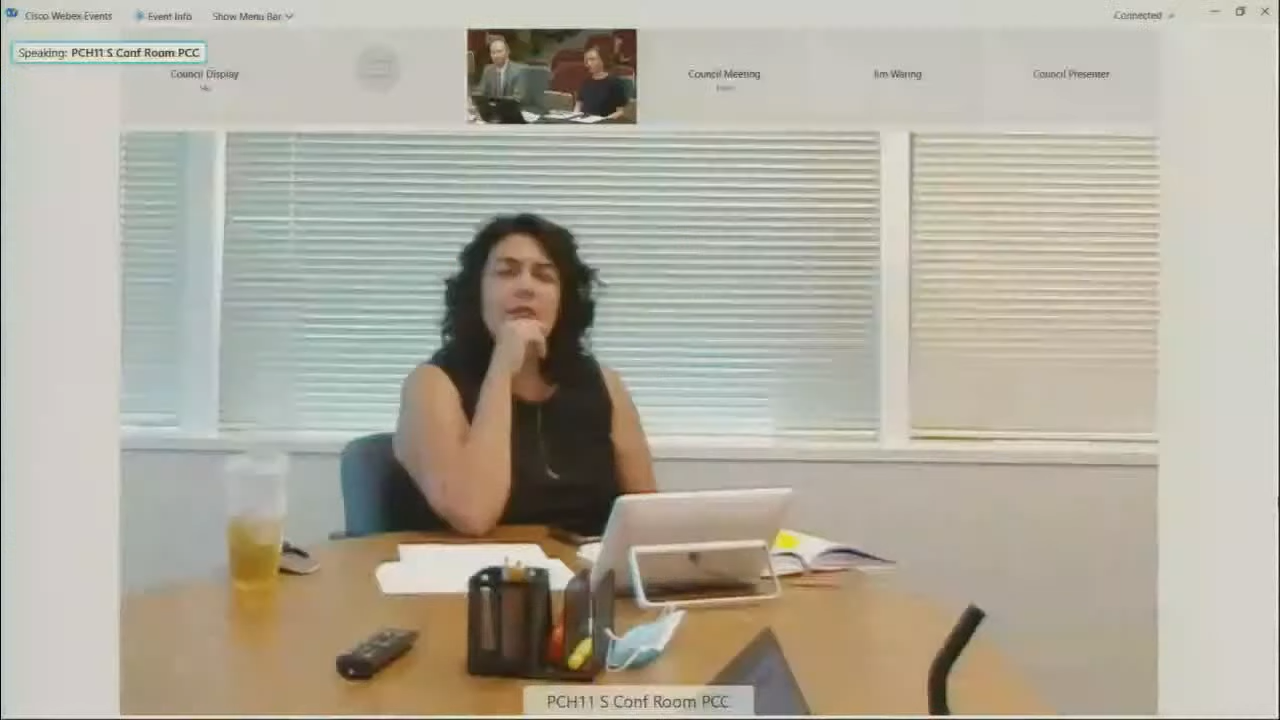 Cisco Webex Events
Event Info
Show Menu Bar
Connected
Speaking: PCH11 S Conf Room PCC
Council Display
Council Meeting
Jim Waring
Council Presenter
PCH11 S Conf Room PCC